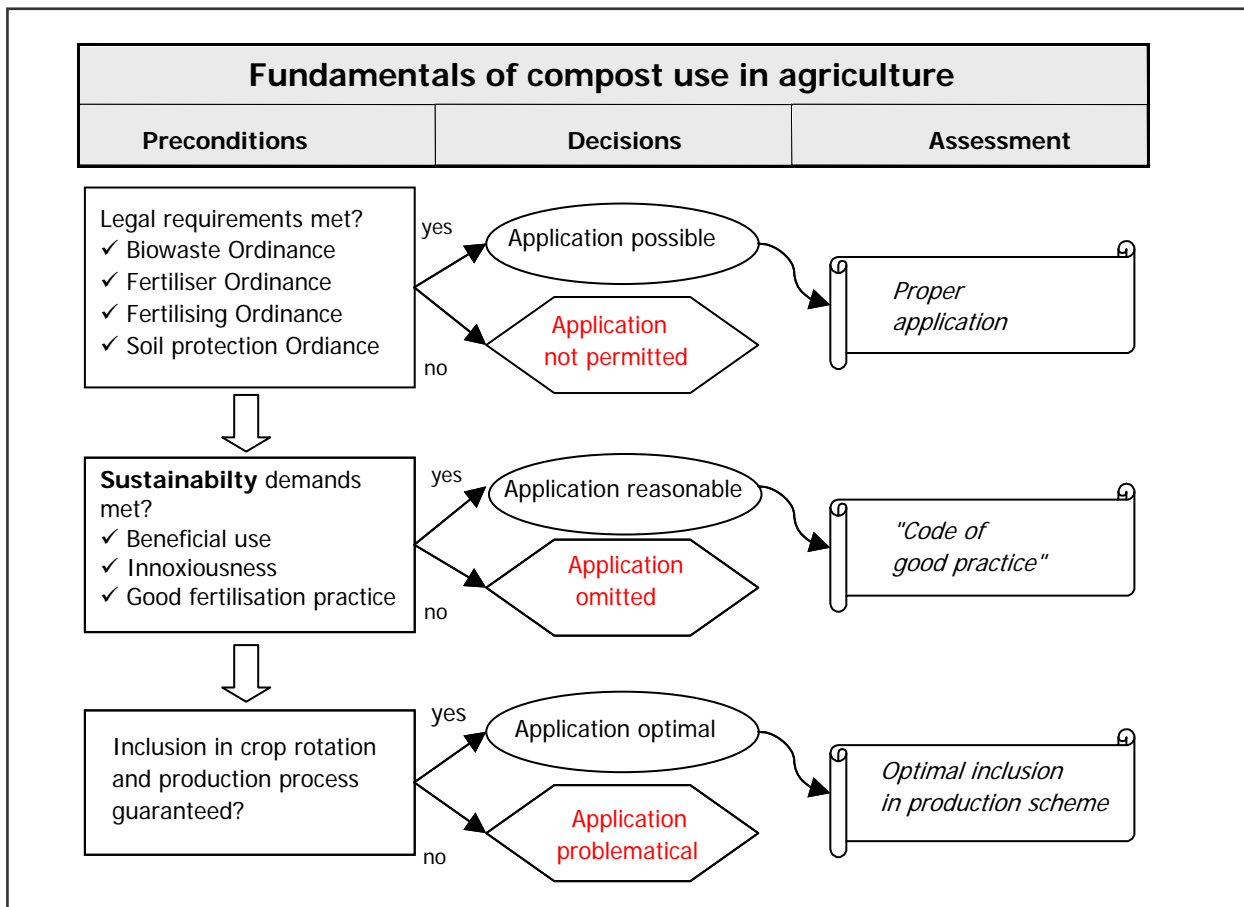 Fundamentals of compost use in agriculture
Preconditions
Decisions
Assessment
Legal requirements met?
✓ Biowaste Ordinance
✓ Fertiliser Ordinance
✓ Fertilising Ordinance
✓ Soil protection Ordiance
yes
no
Application possible
Application
not permitted
Proper
application
Sustainabilty demands
met?
✓ Beneficial use
✓ Innoxiousness
✓ Good fertilisation practice
yes
no
Application reasonable
Application
omitted
"Code of
good practice"
Inclusion in crop rotation
and production process
guaranteed?
yes
no
Application optimal
Application
problematical
Optimal inclusion
in production scheme